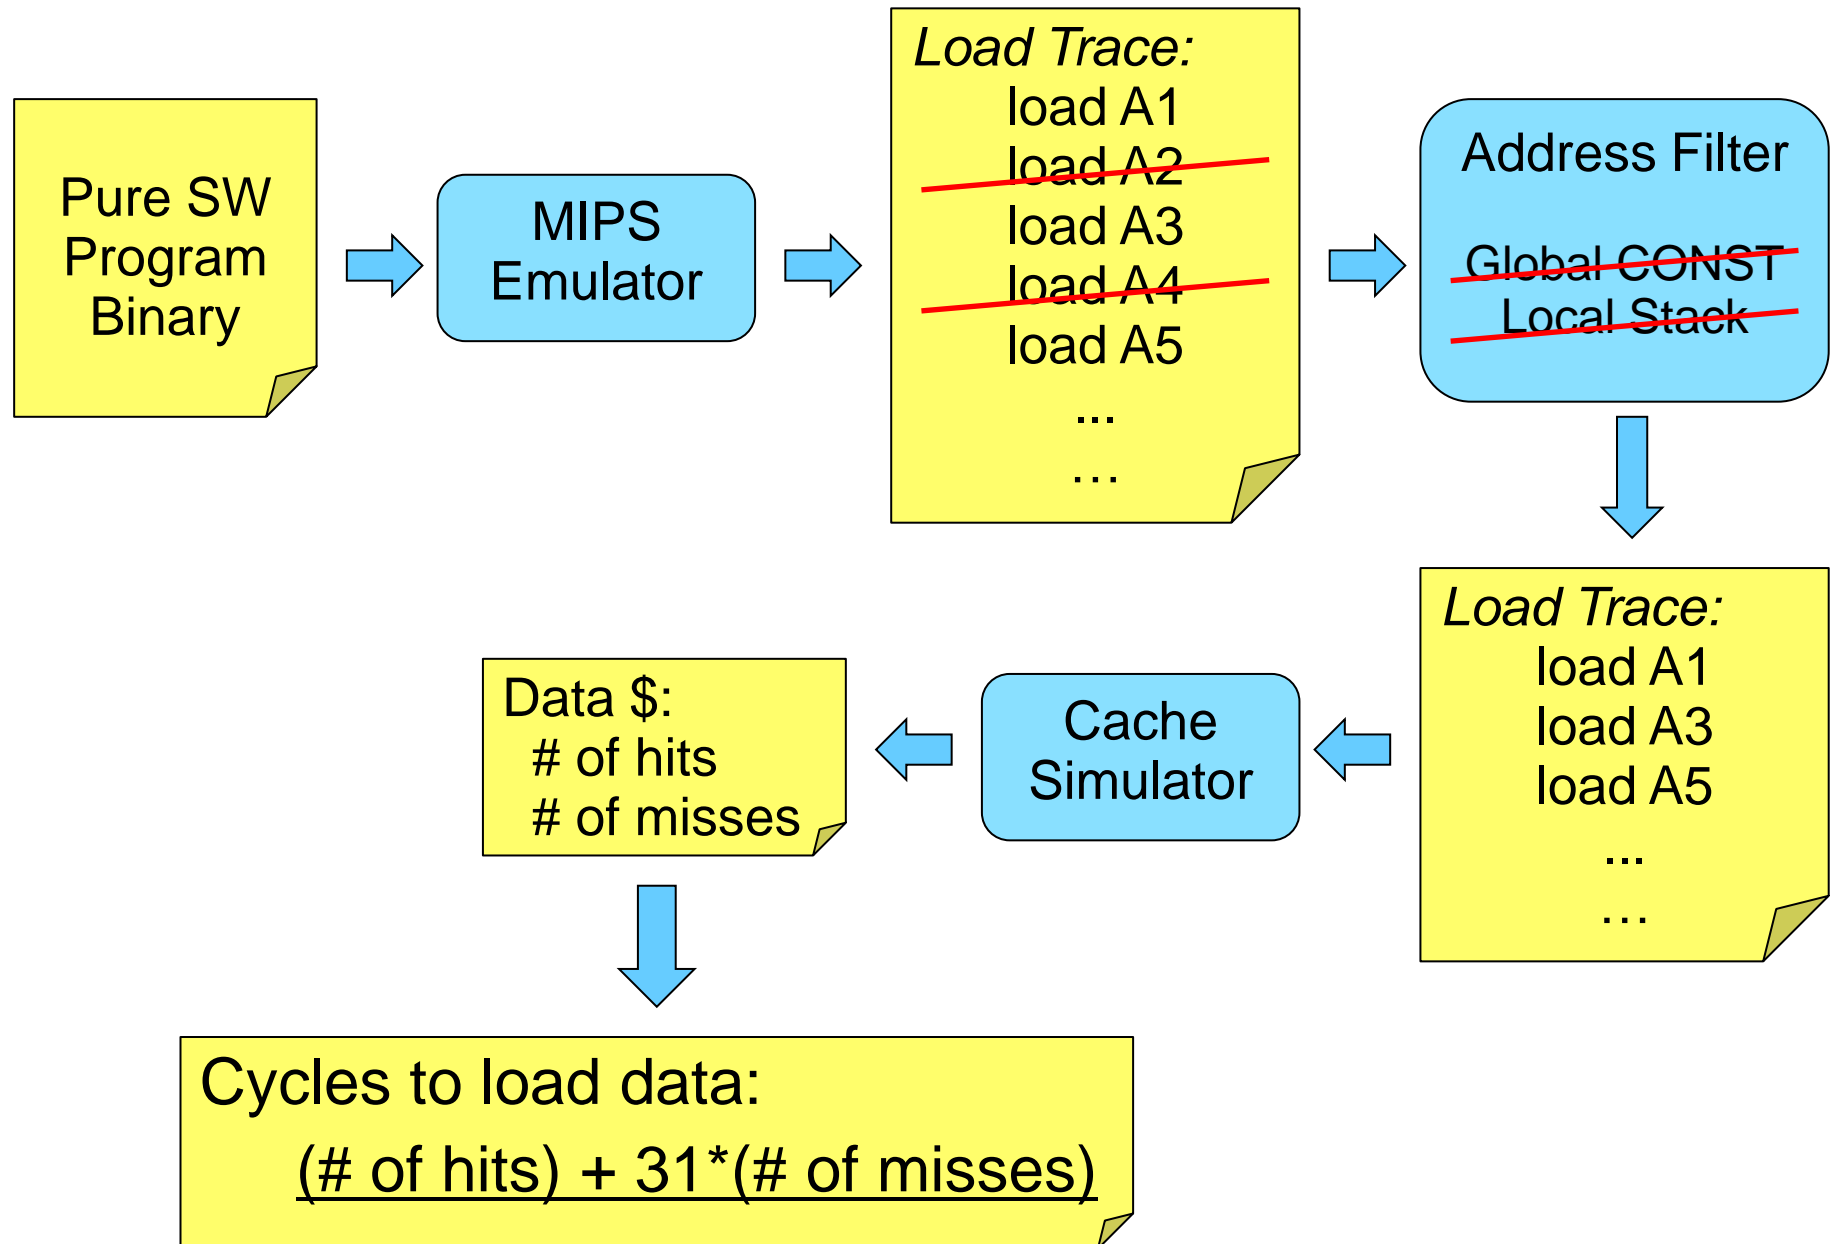 Pure SW
Program
Binary
MIPS
Emulator
Load Trace:
load A1
load A2
load A3
load A4
load A5
...
...
Address Filter
Global CONST
Local Stack
Load Trace:
load A1
load A3
load A5
...
...
Cache
Simulator
Data $:
# of hits
# of misses
Cycles to load data:
(# of hits) + 31*(# of misses)